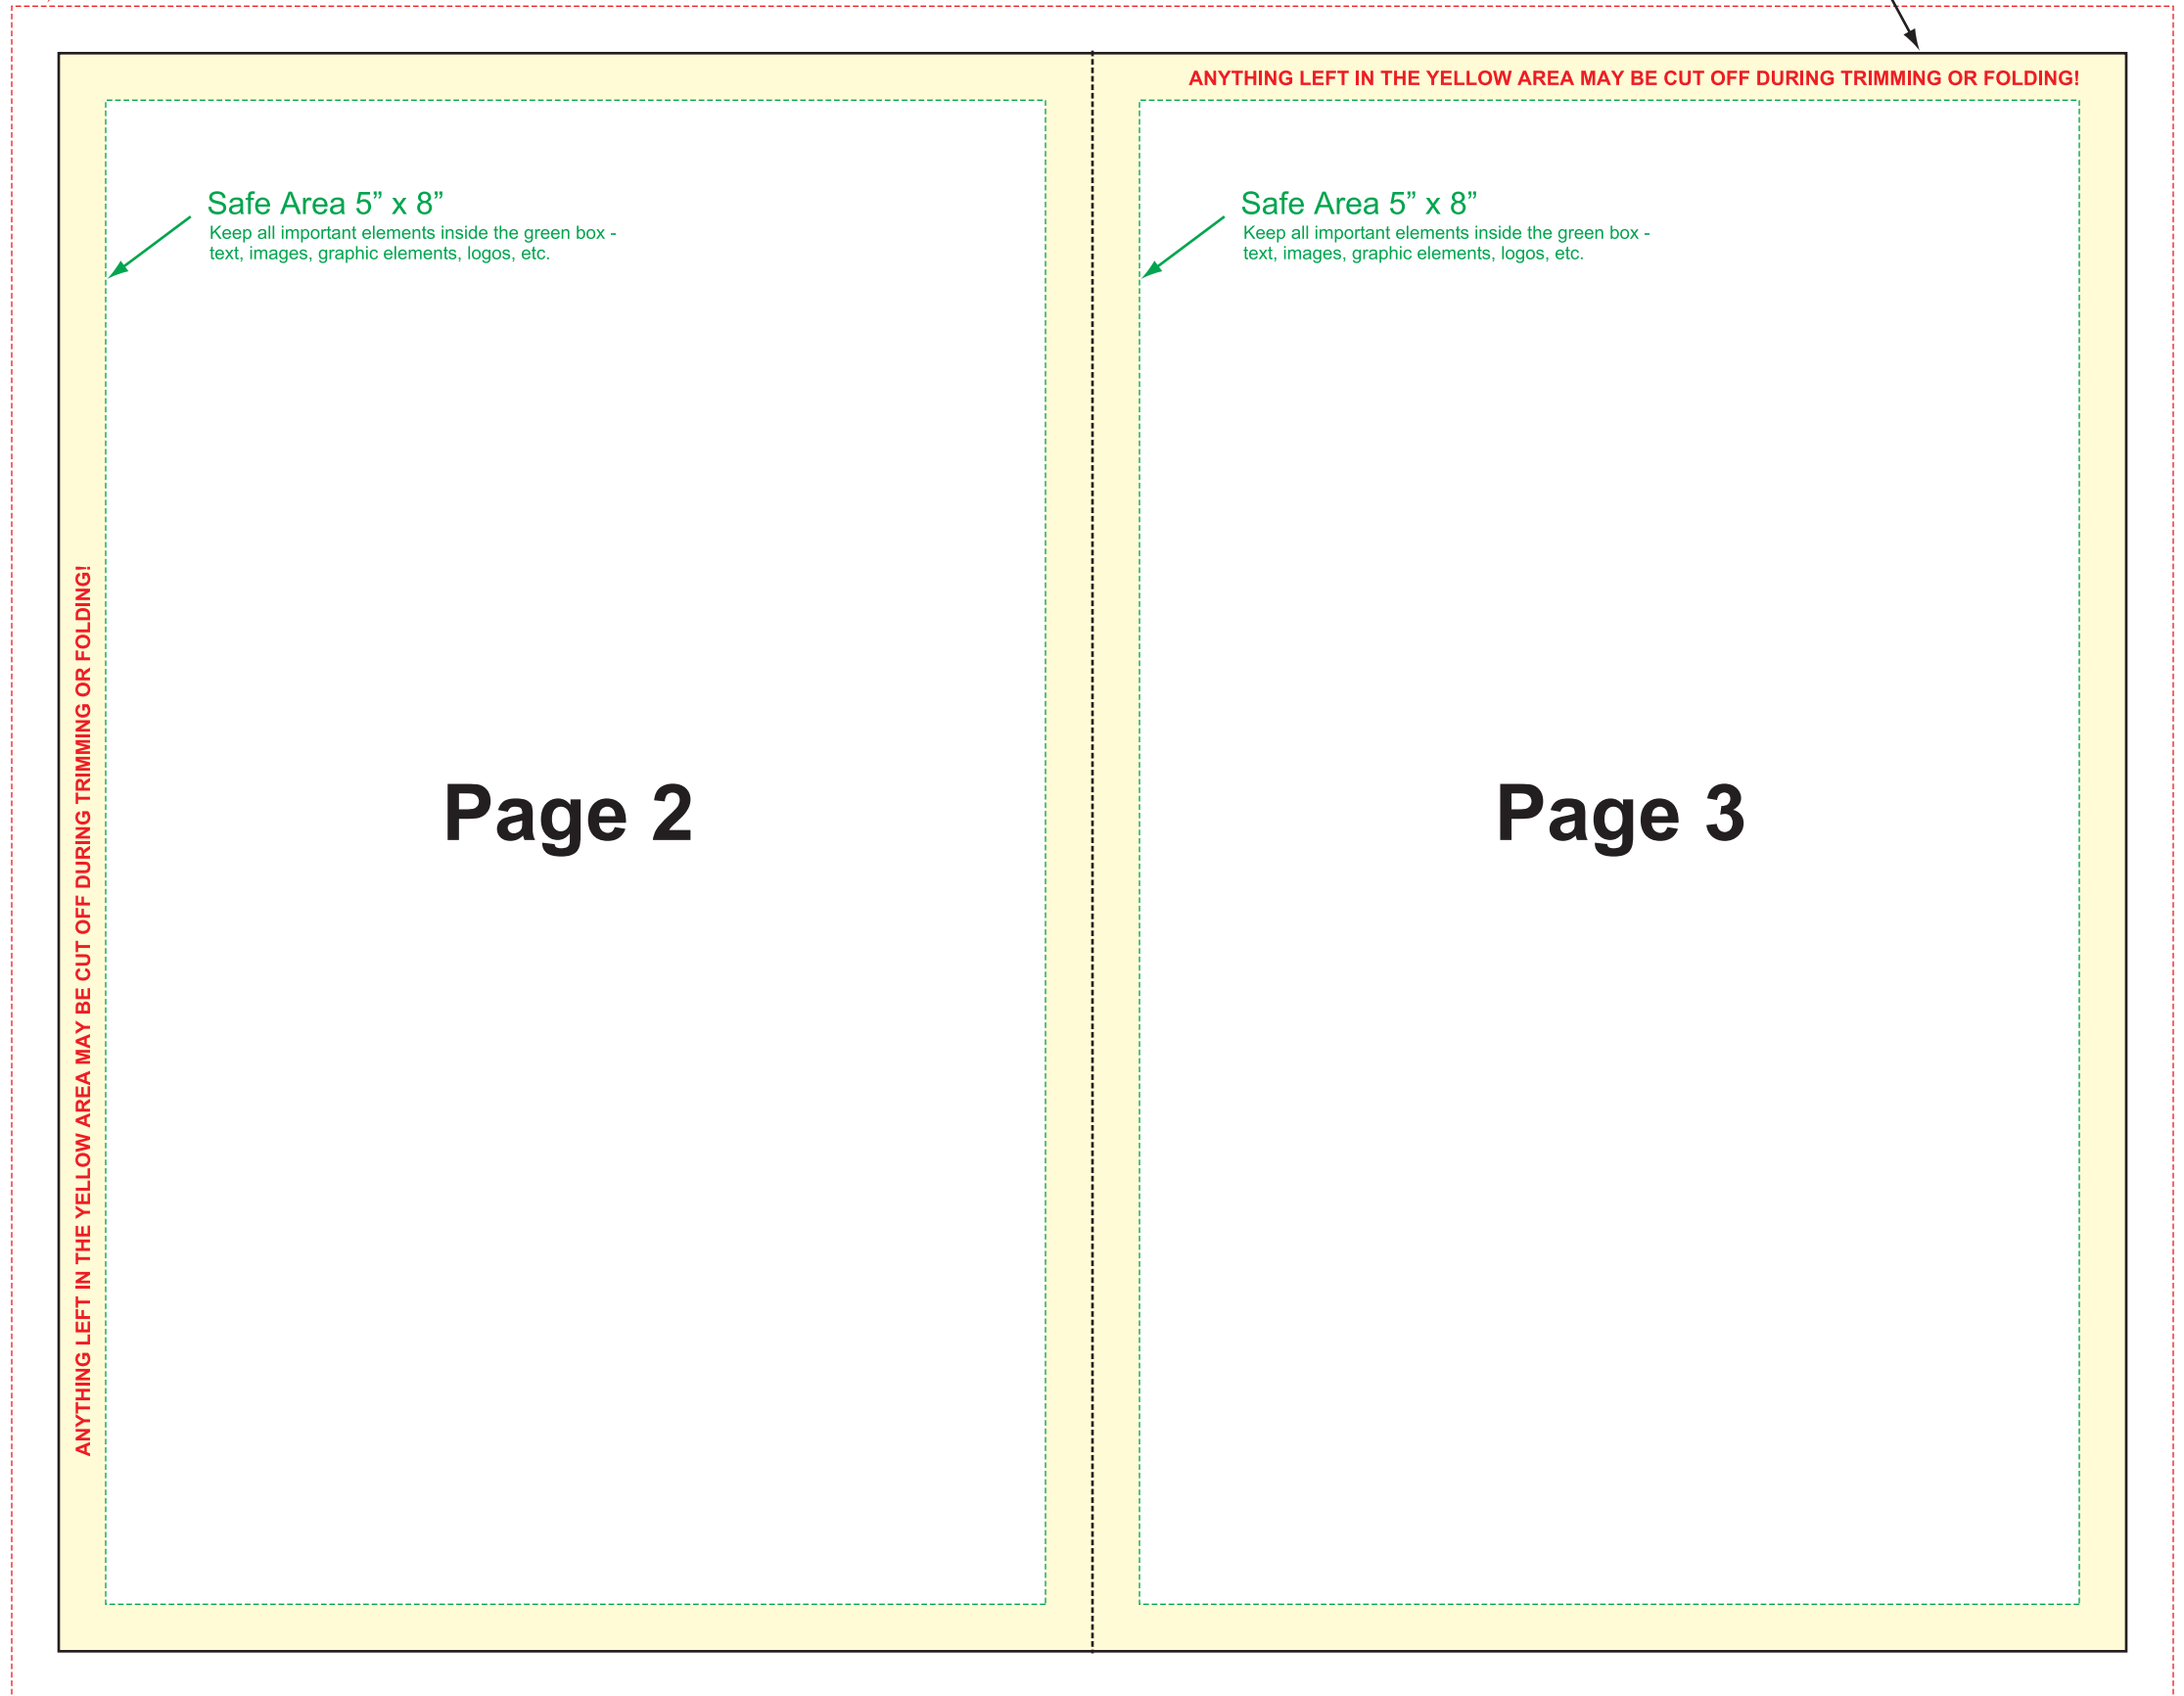 ANYTHING LEFT IN THE YELLOW AREA MAY BE CUT OFF DURING TRIMMING OR FOLDING!
Safe Area 5” x 8”
Keep all important elements inside the green box -
text, images, graphic elements, logos, etc.
Safe Area 5” x 8”
Keep all important elements inside the green box -
text, images, graphic elements, logos, etc.
ANYTHING LEFT IN THE YELLOW AREA MAY BE CUT OFF DURING TRIMMING OR FOLDING!
Page 2
Page 3